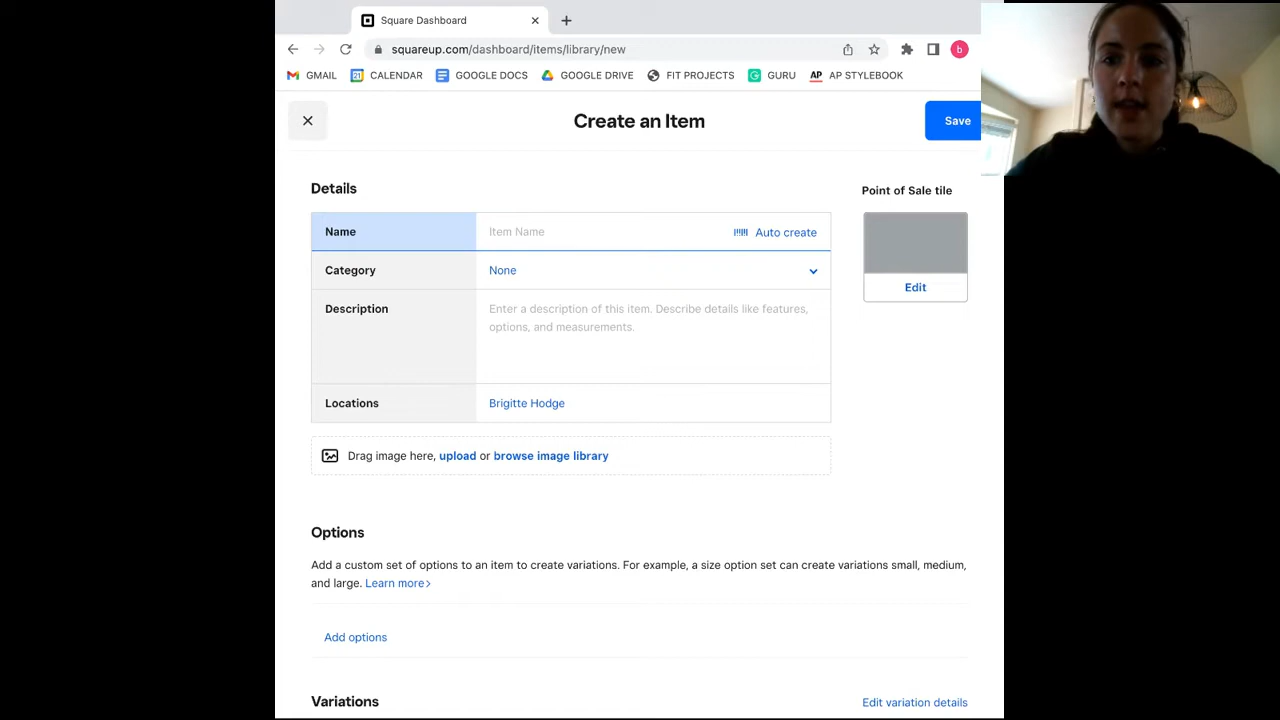 Square Dashboard
squareup.com/dashboard/items/library/new
b
GMAIL
31 CALENDAR
GOOGLE DOCS
GOOGLE DRIVE
FIT PROJECTS
GURU
AP AP STYLEBOOK
Create an Item
Save
Details
Point of Sale tile
Name
Item Name
Auto create
Category
None
Edit
Description
Enter a description of this item. Describe details like features,
options, and measurements.
Locations
Brigitte Hodge
Drag image here, upload or browse image library
Options
Add a custom set of options to an item to create variations. For example, a size option set can create variations small, medium,
and large. Learn more>
Add options
Variations
Edit variation details